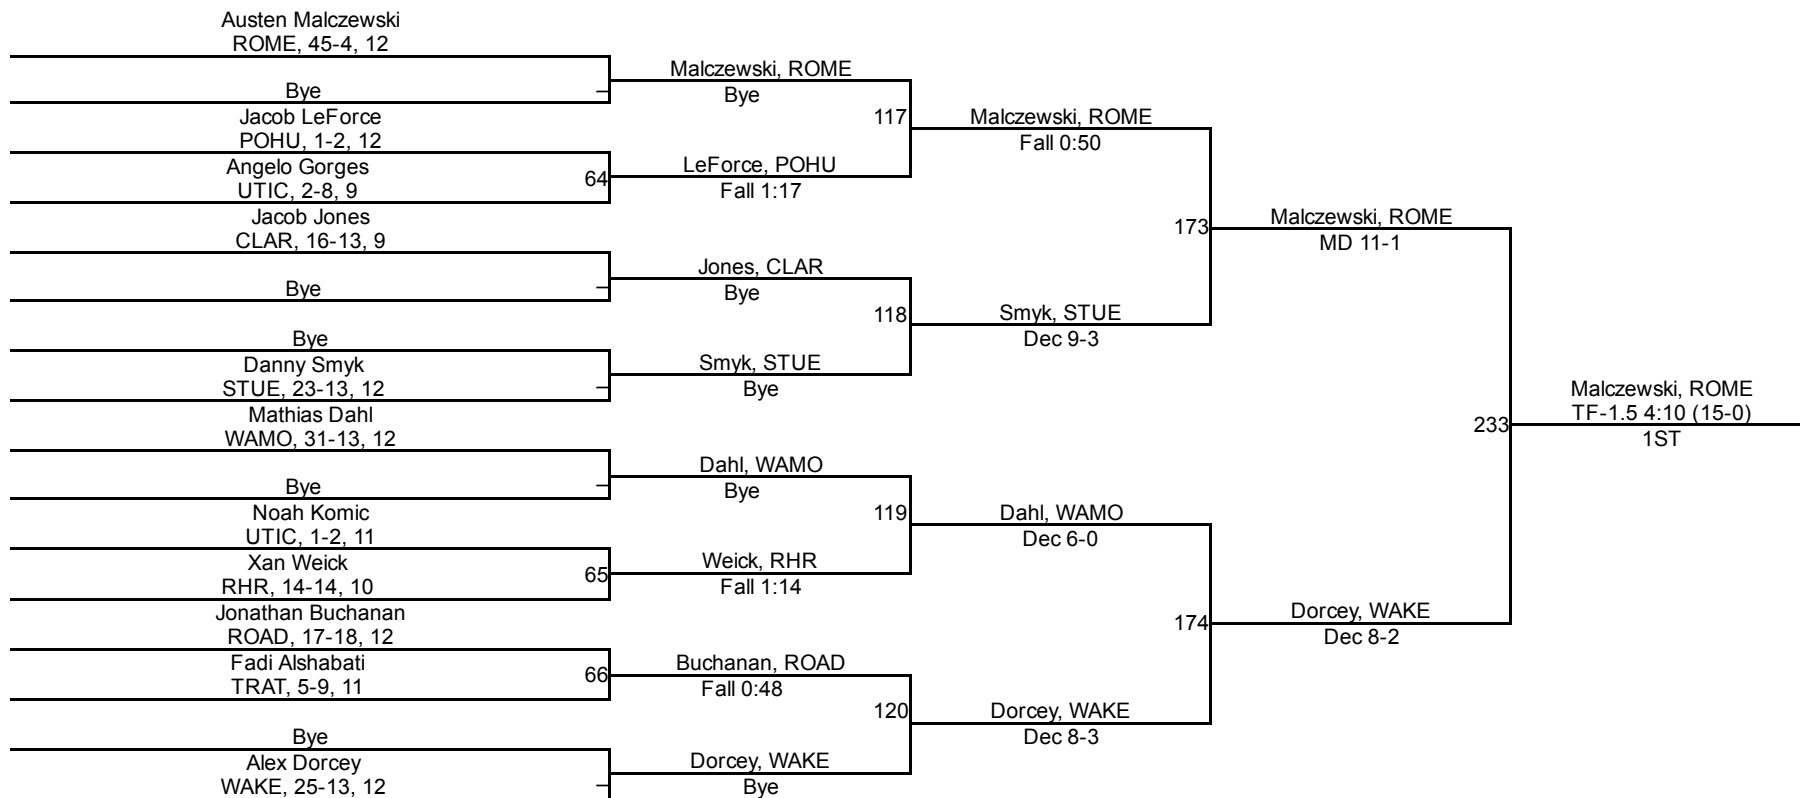 Austen Malczewski
ROME, 45-4, 12
Bye
Jacob LeForce
POHU, 1-2, 12
Angelo Gorges
UTIC, 2-8, 9
64
Jacob Jones
CLAR, 16-13, 9
Bye
Bye
Danny Smyk
STUE, 23-13, 12
Mathias Dahl
WAMO, 31-13, 12
Bye
Noah Komic
UTIC, 1-2, 11
Xan Weick
RHR, 14-14, 10
65
Jonathan Buchanan
ROAD, 17-18, 12
Fadi Alshabati
TRAT, 5-9, 11
66
Bye
Alex Dorcey
WAKE, 25-13, 12
Malczewski, ROME
Bye
117
LeForce, POHU
Fall 1:17
Jones, CLAR
Bye
118
Smyk, STUE
Bye
Dahl, WAMO
Bye
119
Weick, RHR
Fall 1:14
Buchanan, ROAD
Fall 0:48
120
Dorcey, WAKE
Bye
Malczewski, ROME
Fall 0:50
173
Smyk, STUE
Dec 9-3
Dahl, WAMO
Dec 6-0
174
Dorcey, WAKE
Dec 8-3
Malczewski, ROME
MD 11-1
233
Dorcey, WAKE
Dec 8-2
Malczewski, ROME
TF-1.5 4:10 (15-0)
1ST